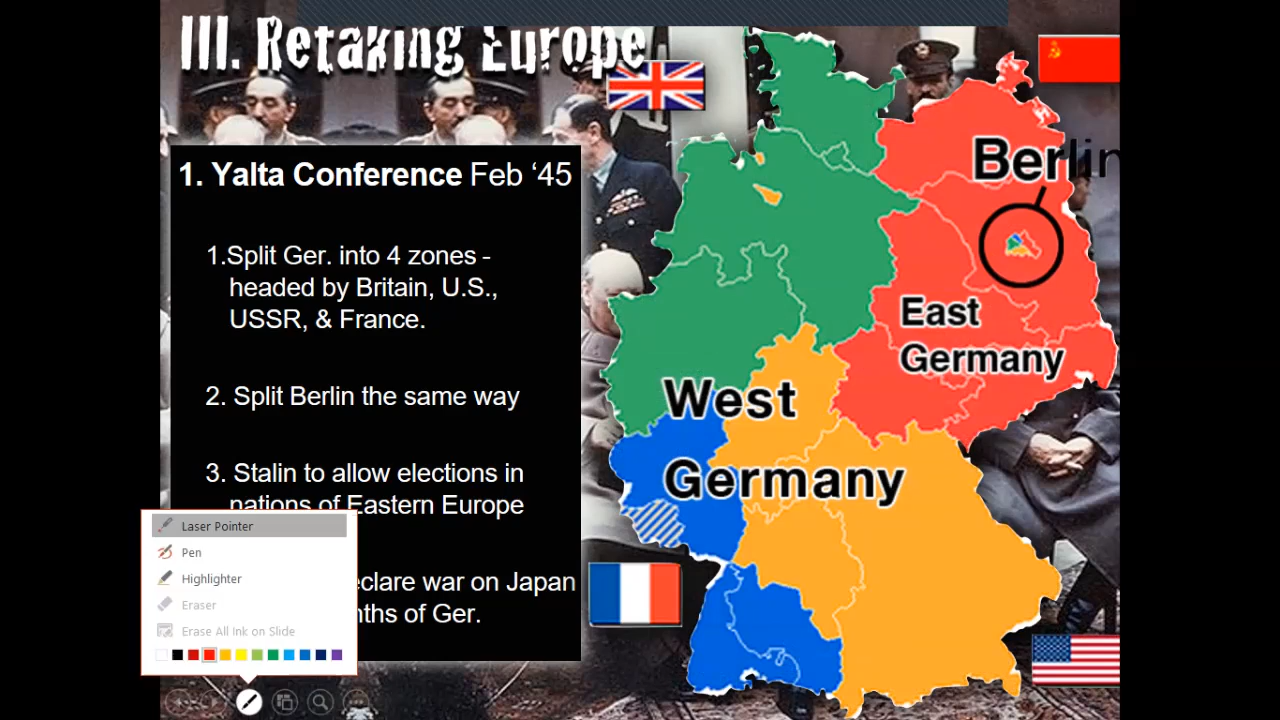 III. Retaking Europe
1. Yalta Conference Feb ‘45
1.Split Ger. into 4 zones -
headed by Britain, U.S.,
USSR, & France.
2. Split Berlin the same way
3. Stalin to allow elections in
nations of Eastern Europe
eclare war on Japan
nths of Ger.
Laser Pointer
Pen
Highlighter
Eraser
Erase All Ink on Slide
Berlin
East
Germany
West
Germany